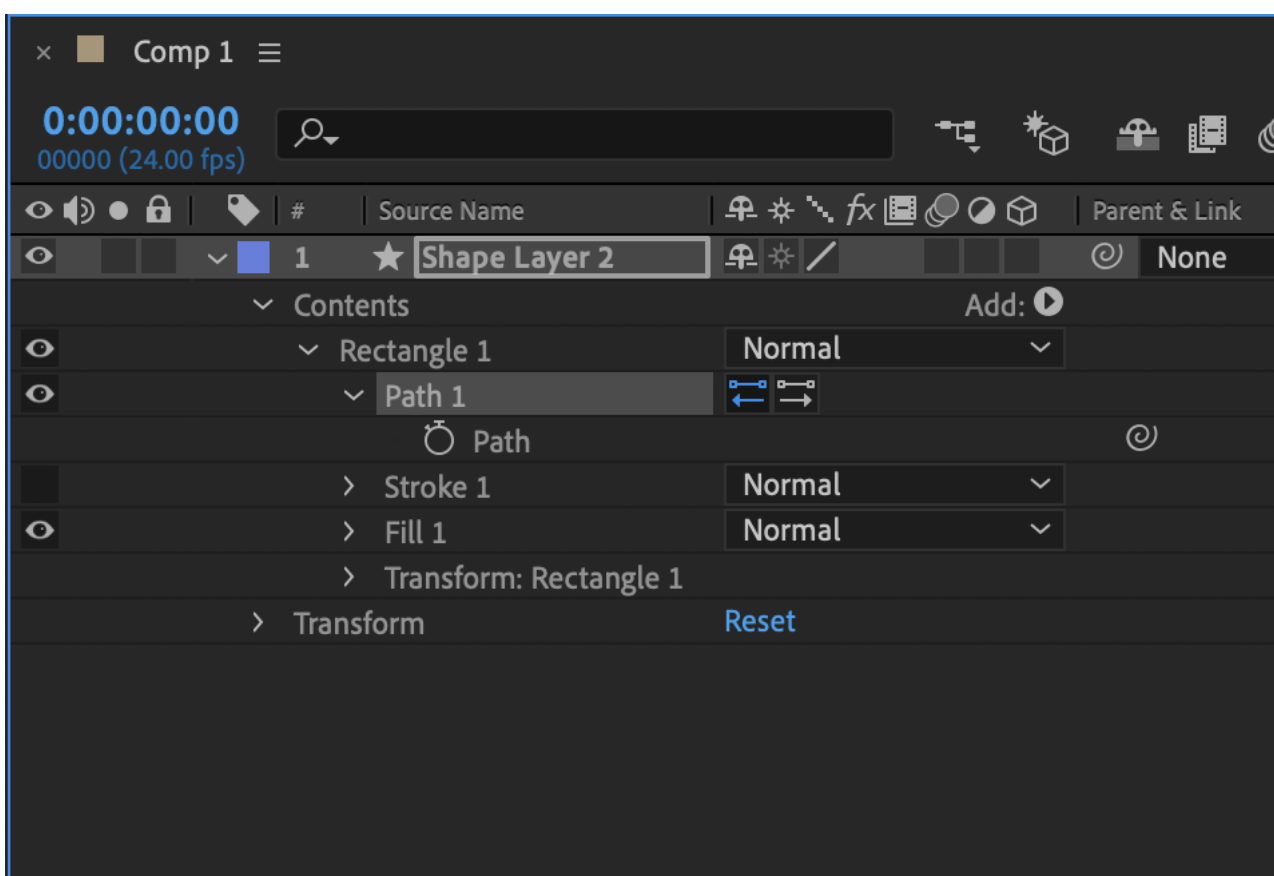 Comp 1
0:00:00:00
00000 (24.00 fps)
# Source Name fx Parent & Link
1 Shape Layer 2 None
Contents Add:
Rectangle 1 Normal
Path 1
Path
Stroke 1 Normal
Fill 1 Normal
Transform: Rectangle 1
Transform Reset